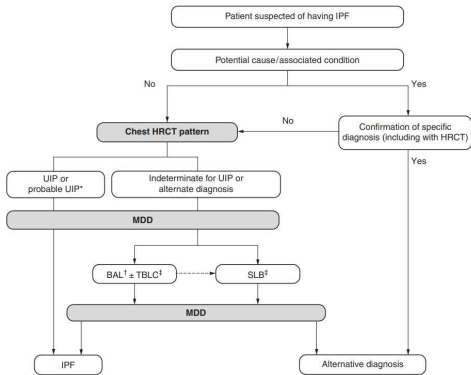 Patient suspected of having IPF
Potential cause/associated condition
No
Yes
Chest HRCT pattern
No
Confirmation of specific
diagnosis (including with HRCT)
Yes
UIP or
probable UIP*
Indeterminate for UIP or
alternate diagnosis
MDD
BAL† ± TBLC‡
SLB‡
MDD
IPF
Alternative diagnosis